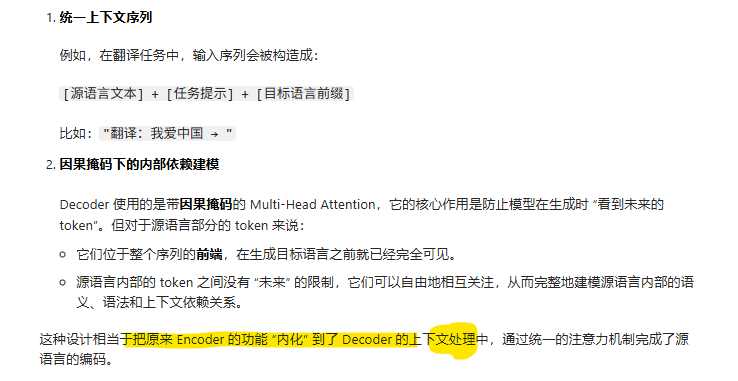 1. 统一上下文序列
例如，在翻译任务中，输入序列会被构造成：
[源语言文本] + [任务提示] + [目标语言前缀]
比如："翻译：我爱中国 → "
2. 因果掩码下的内部依赖建模
Decoder 使用的是带因果掩码的 Multi-Head Attention，它的核心作用是防止模型在生成时 “看到未来的
token”。但对于源语言部分的 token 来说：
○ 它们位于整个序列的前端，在生成目标语言之前就已经完全可见。
○ 源语言内部的 token 之间没有 “未来” 的限制，它们可以自由地相互关注，从而完整地建模源语言内部的语
义、语法和上下文依赖关系。
这种设计相当于把原来 Encoder 的功能 “内化” 到了 Decoder 的上下文处理中，通过统一的注意力机制完成了源
语言的编码。